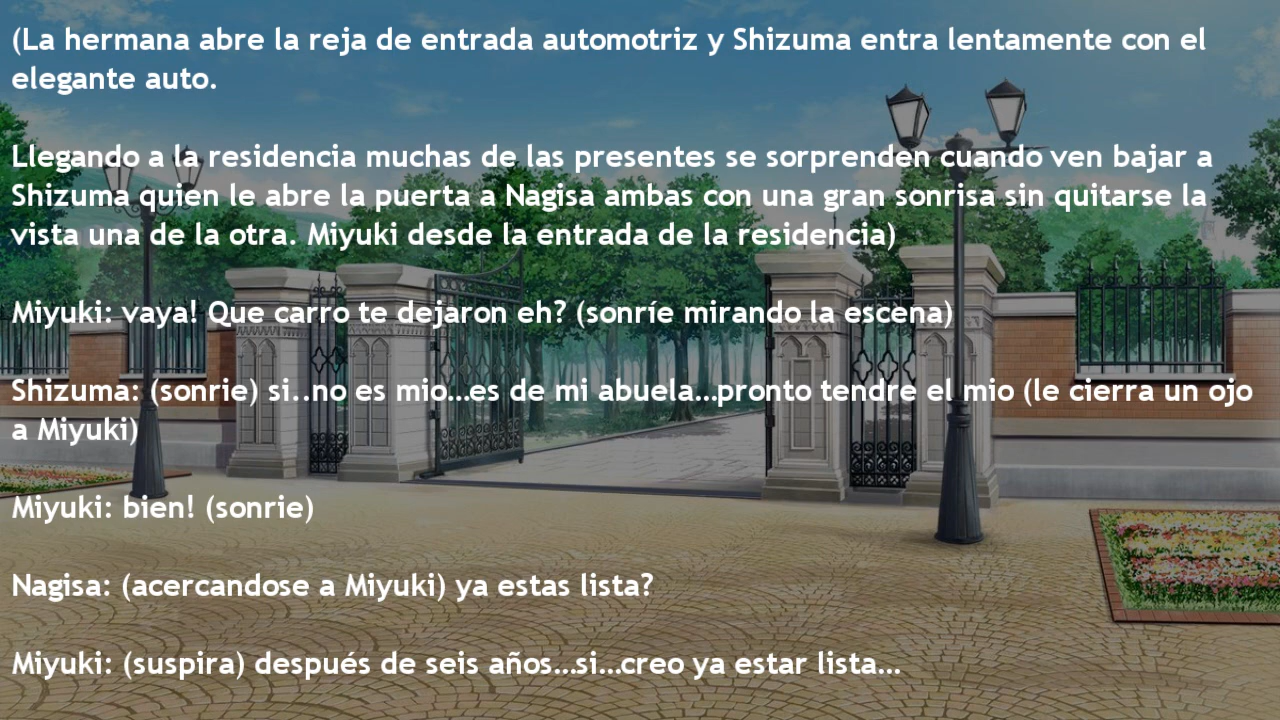 (La hermana abre la reja de entrada automotriz y Shizuma entra lentamente con el
elegante auto.
Llegando a la residencia muchas de las presentes se sorprenden cuando ven bajar a
Shizuma quien le abre la puerta a Nagisa ambas con una gran sonrisa sin quitarse la
vista una de la otra. Miyuki desde la entrada de la residencia)
Miyuki: vaya! Que carro te dejaron eh? (sonríe mirando la escena)
Shizuma: (sonrie) si..no es mio...es de mi abuela...pronto tendre el mio (le cierra un ojo
a Miyuki)
Miyuki: bien! (sonrie)
Nagisa: (acercandose a Miyuki) ya estas lista?
Miyuki: (suspira) después de seis años...si...creo ya estar lista...